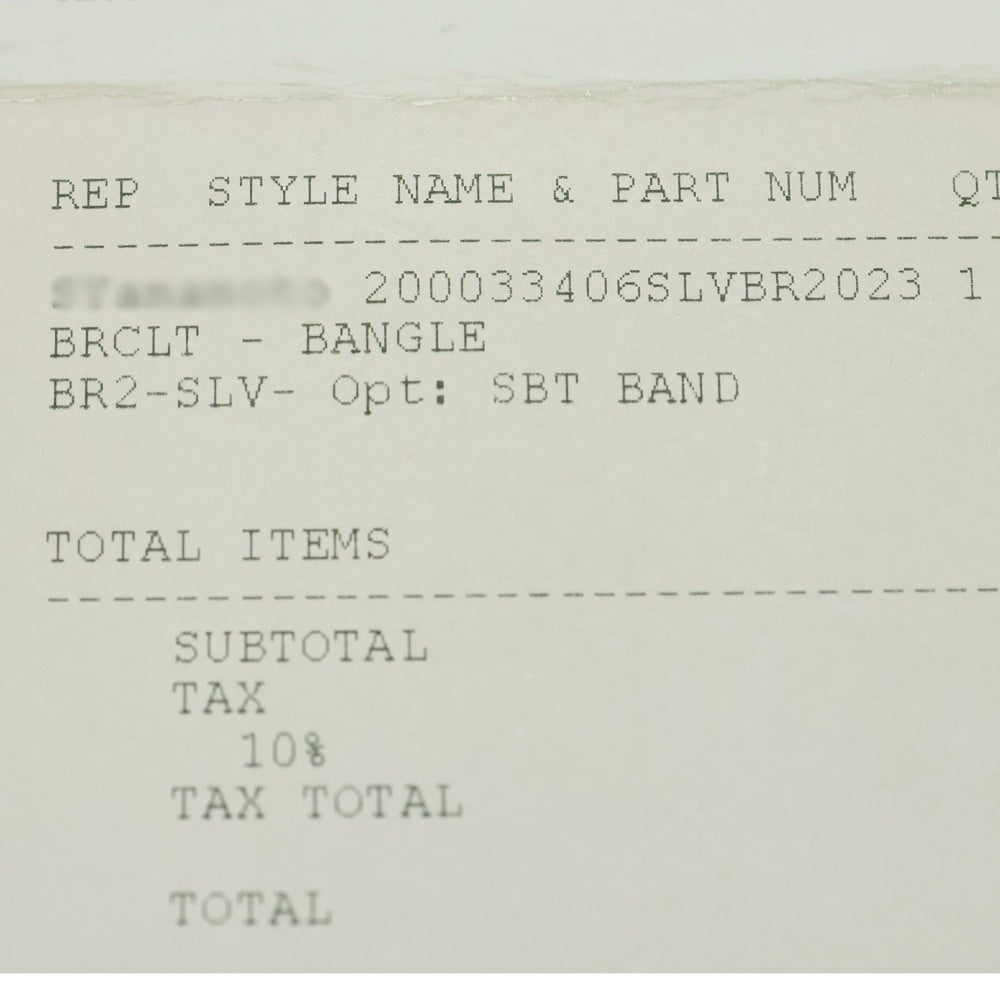 REP STYLE NAME & PART NUM QT
200033406SLVBR2023 1
BRCLT - BANGLE
BR2-SLV- Opt: SBT BAND
TOTAL ITEMS
SUBTOTAL
TAX
10%
TAX TOTAL
TOTAL